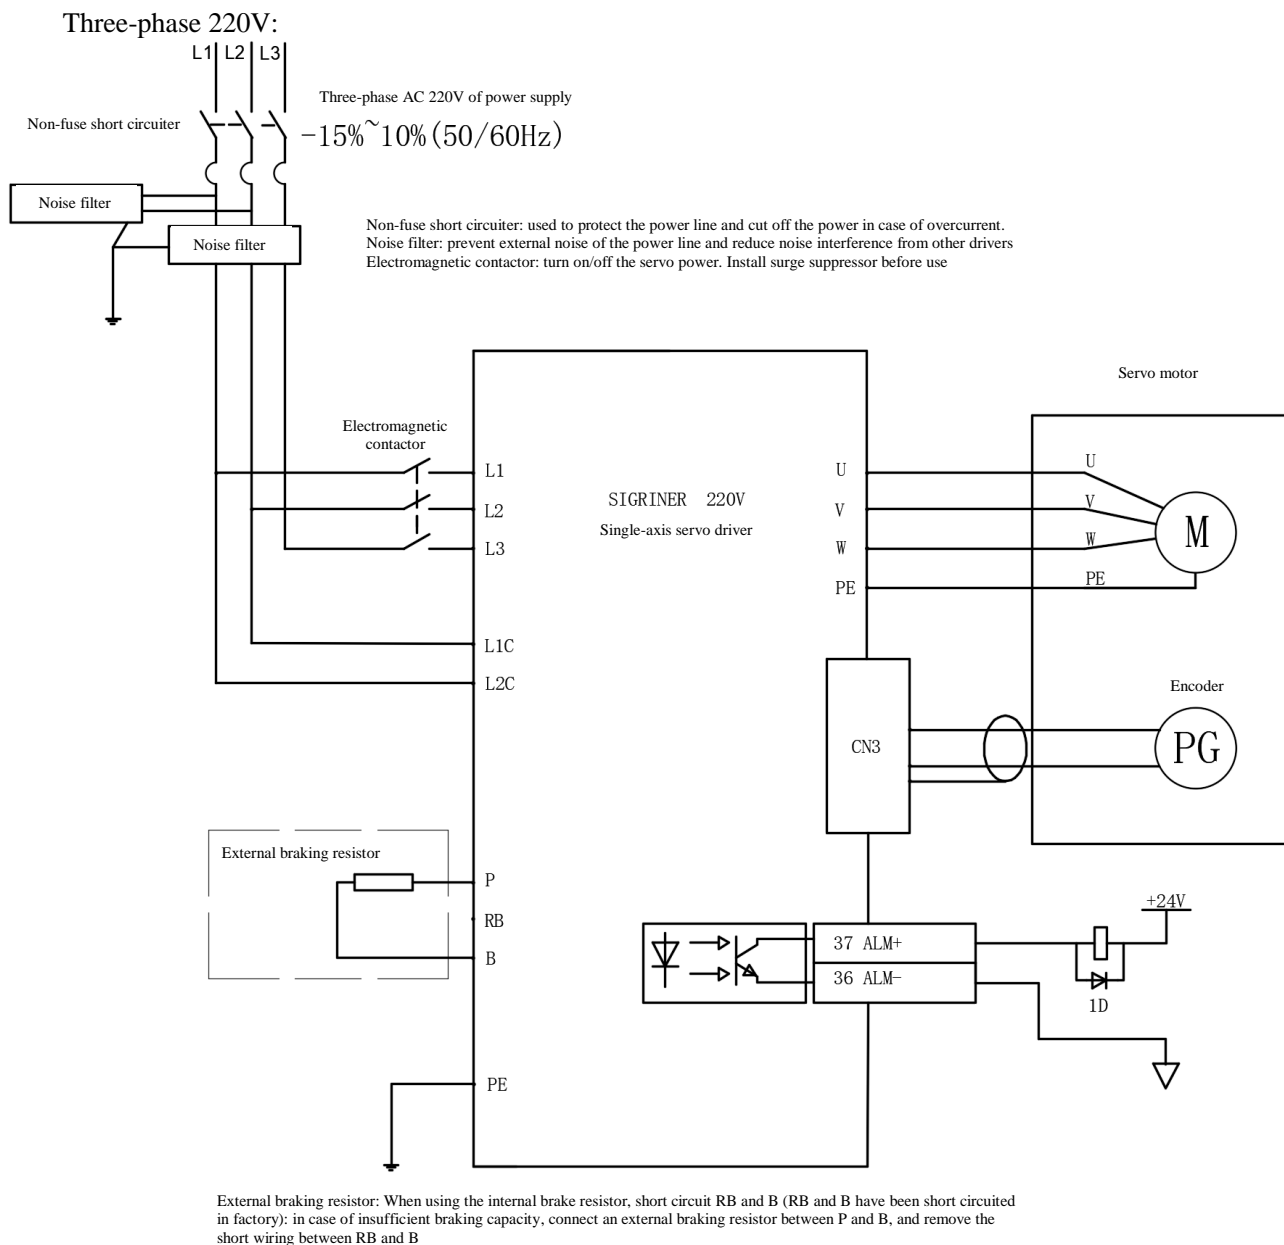 Three-phase 220V:
L1 L2 L3
Three-phase AC 220V of power supply
Non-fuse short circuiter
-15%~10%(50/60Hz)
Noise filter
Noise filter
Non-fuse short circuiter: used to protect the power line and cut off the power in case of overcurrent.
Noise filter: prevent external noise of the power line and reduce noise interference from other drivers
Electromagnetic contactor: turn on/off the servo power. Install surge suppressor before use
Servo motor
Electromagnetic
contactor
L1
L2
L3
SIGRINER 220V
Single-axis servo driver
U
V
W
PE
U
V
W
PE
M
L1C
L2C
CN3
Encoder
PG
External braking resistor
P
RB
B
37 ALM+
36 ALM-
+24V
1D
PE
External braking resistor: When using the internal brake resistor, short circuit RB and B (RB and B have been short circuited
in factory): in case of insufficient braking capacity, connect an external braking resistor between P and B, and remove the
short wiring between RB and B